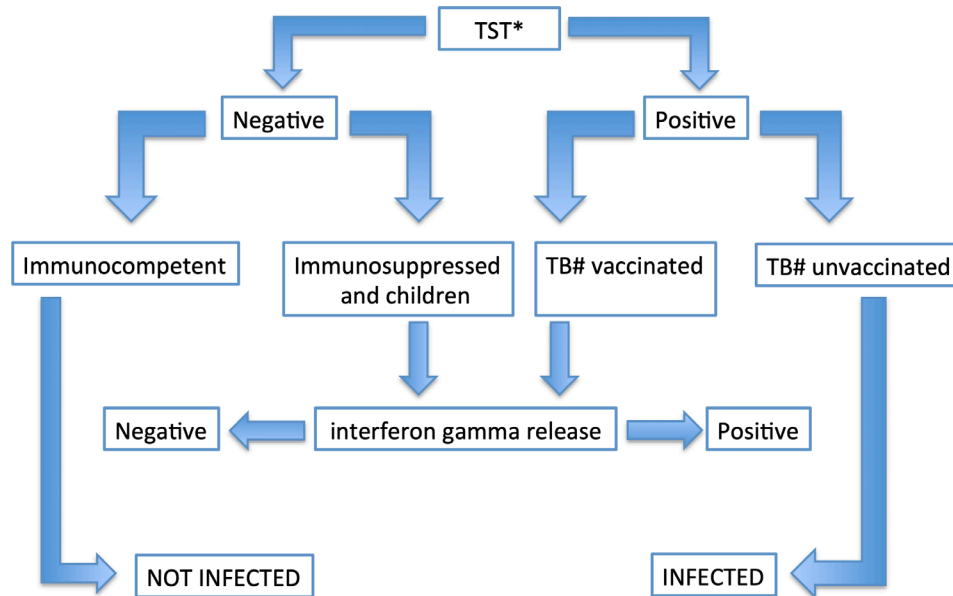 TST*
Negative
Positive
Immunocompetent
Immunosuppressed
and children
TB# vaccinated
TB# unvaccinated
Negative
interferon gamma release
Positive
NOT INFECTED
INFECTED